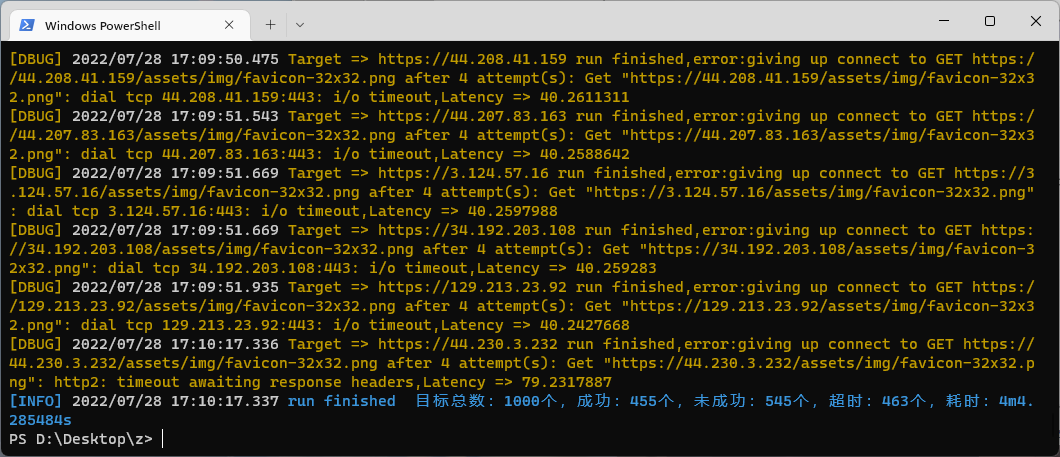 Windows PowerShell
[DBUG] 2022/07/28 17:09:50.475 Target => https://44.208.41.159 run finished,error:giving up connect to GET https:/
/44.208.41.159/assets/img/favicon-32x32.png after 4 attempt(s): Get "https://44.208.41.159/assets/img/favicon-32x3
2.png": dial tcp 44.208.41.159:443: i/o timeout,Latency => 40.2611311
[DBUG] 2022/07/28 17:09:51.543 Target => https://44.207.83.163 run finished,error:giving up connect to GET https:/
/44.207.83.163/assets/img/favicon-32x32.png after 4 attempt(s): Get "https://44.207.83.163/assets/img/favicon-32x3
2.png": dial tcp 44.207.83.163:443: i/o timeout,Latency => 40.2588642
[DBUG] 2022/07/28 17:09:51.669 Target => https://3.124.57.16 run finished,error:giving up connect to GET https://3
.124.57.16/assets/img/favicon-32x32.png after 4 attempt(s): Get "https://3.124.57.16/assets/img/favicon-32x32.png"
: dial tcp 3.124.57.16:443: i/o timeout,Latency => 40.2597988
[DBUG] 2022/07/28 17:09:51.669 Target => https://34.192.203.108 run finished,error:giving up connect to GET https:
//34.192.203.108/assets/img/favicon-32x32.png after 4 attempt(s): Get "https://34.192.203.108/assets/img/favicon-3
2x32.png": dial tcp 34.192.203.108:443: i/o timeout,Latency => 40.259283
[DBUG] 2022/07/28 17:09:51.935 Target => https://129.213.23.92 run finished,error:giving up connect to GET https:/
/129.213.23.92/assets/img/favicon-32x32.png after 4 attempt(s): Get "https://129.213.23.92/assets/img/favicon-32x3
2.png": dial tcp 129.213.23.92:443: i/o timeout,Latency => 40.2427668
[DBUG] 2022/07/28 17:10:17.336 Target => https://44.230.3.232 run finished,error:giving up connect to GET https://
44.230.3.232/assets/img/favicon-32x32.png after 4 attempt(s): Get "https://44.230.3.232/assets/img/favicon-32x32.p
ng": http2: timeout awaiting response headers,Latency => 79.2317887
[INFO] 2022/07/28 17:10:17.337 run finished  目标总数: 1000个, 成功: 455个, 未成功: 545个, 超时: 463个, 耗时: 4m4.
285484s
PS D:\Desktop\z>